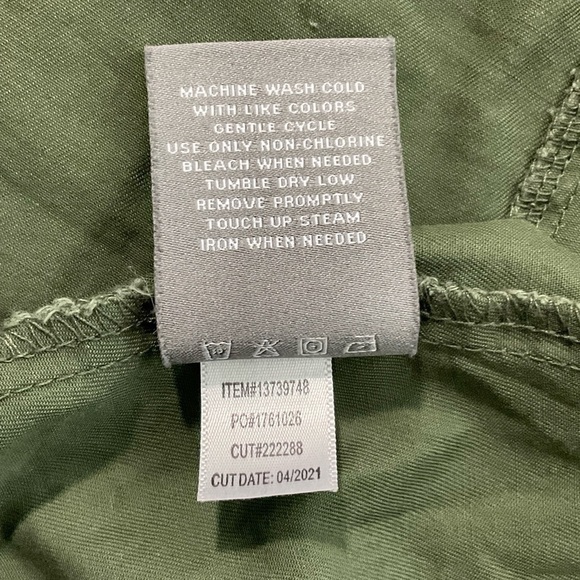 MACHINE WASH COLD
WITH LIKE COLORS
GENTLE CYCLE
USE ONLY NON-CHLORINE
BLEACH WHEN NEEDED
TUMBLE DRY LOW
REMOVE PROMPTLY
TOUCH UP STEAM
IRON WHEN NEEDED
ITEM#13739748
PO#1761026
CUT#222288
CUT DATE: 04/2021